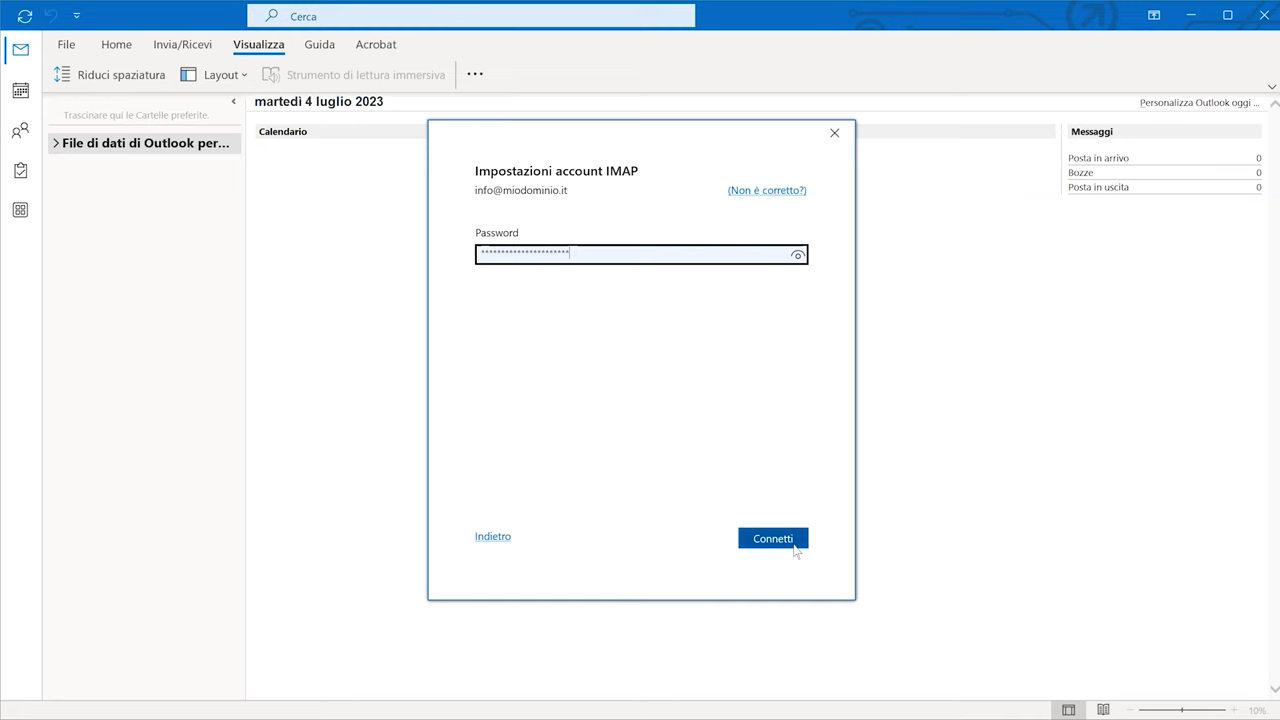 Cerca
File Home Invia/Ricevi Visualizza Guida Acrobat
Riduci spaziatura Layout Strumento di lettura immersiva ...
Trascinare qui le Cartelle preferite.
File di dati di Outlook per...
martedì 4 luglio 2023
Personalizza Outlook oggi ...
Calendario
Messaggi
Posta in arrivo 0
Bozze 0
Posta in uscita 0
Impostazioni account IMAP
info@miodominio.it (Non è corretto?)
Password
**********************
Indietro Connetti
10%